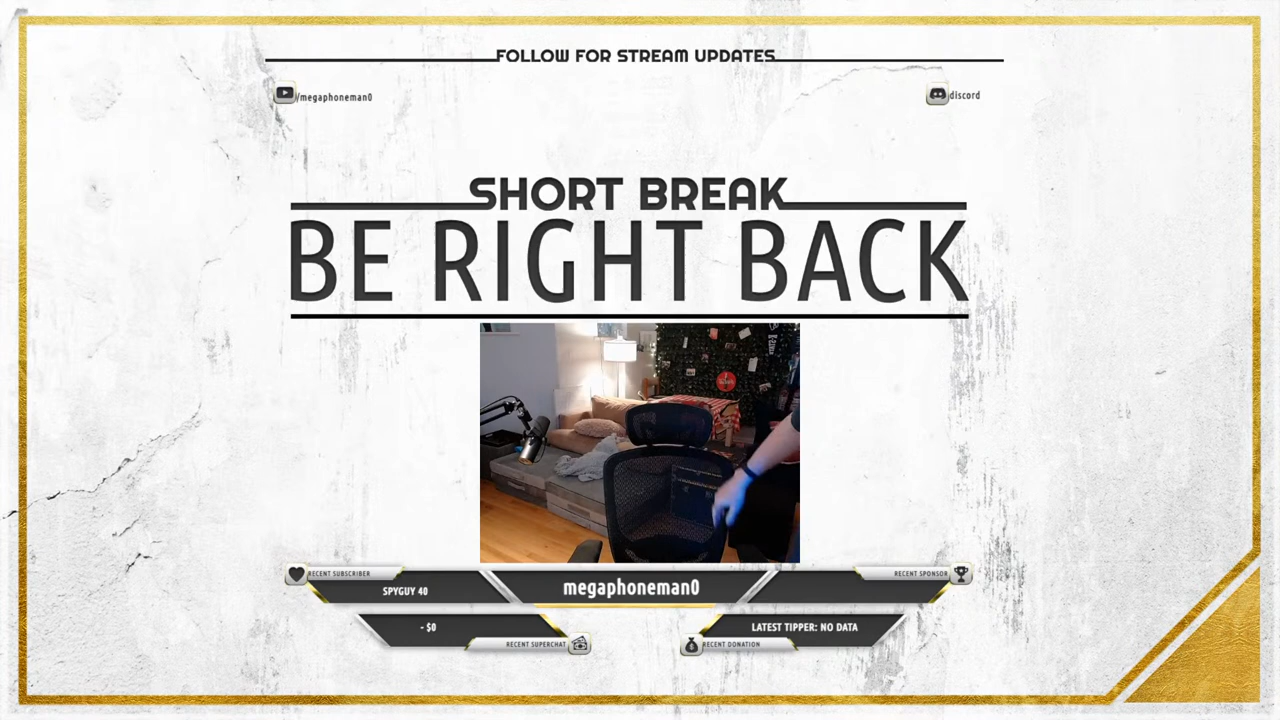 FOLLOW FOR STREAM UPDATES
/megaphoneman0
discord
SHORT BREAK
BE RIGHT BACK
RECENT SUBSCRIBER
SPYGUY 40
megaphoneman0
RECENT SPONSOR
- $0
RECENT SUPERCHAT
LATEST TIPPER: NO DATA
RECENT DONATION